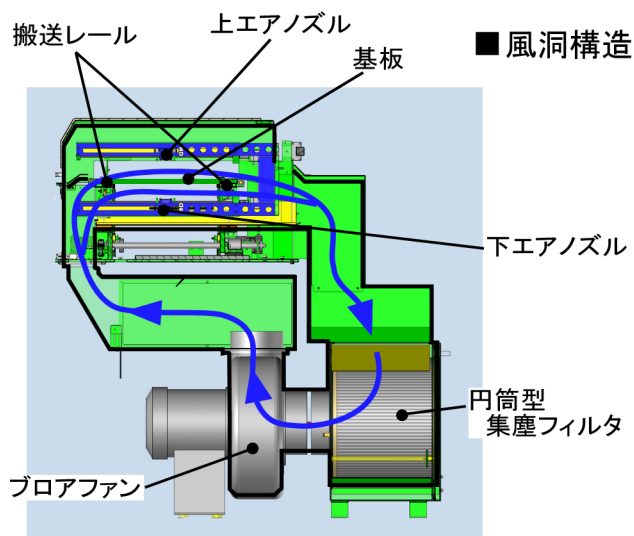 搬送レール
上エアノズル
基板
■風洞構造
下エアノズル
円筒型
集塵フィルタ
ブロアファン